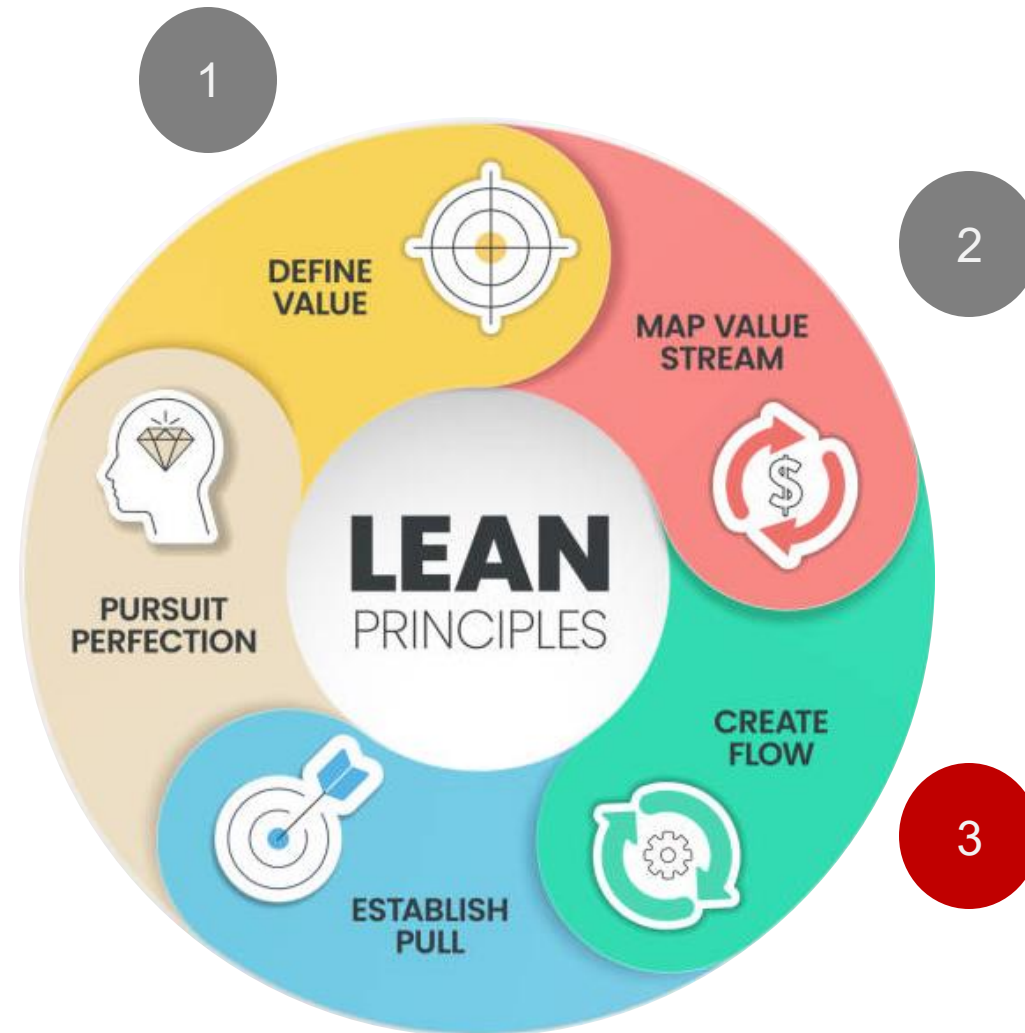 1
DEFINE
VALUE
2
MAP VALUE
STREAM
$
LEAN
PRINCIPLES
PURSUIT
PERFECTION
CREATE
FLOW
3
ESTABLISH
PULL